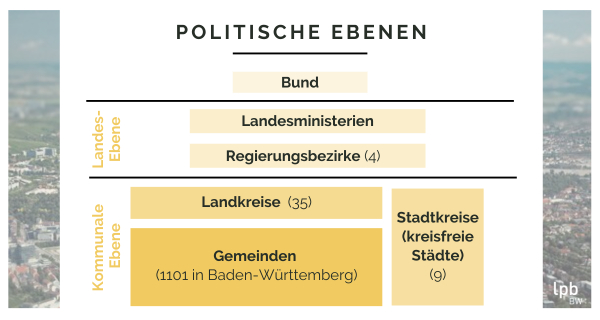 POLITISCHE EBENEN
Bund
Landes-
Ebene
Landesministerien
Regierungsbezirke (4)
Kommunale
Ebene
Landkreise (35)
Gemeinden
(1101 in Baden-Württemberg)
Stadtkreise
(kreisfreie
Städte)
(9)
lpb
BW